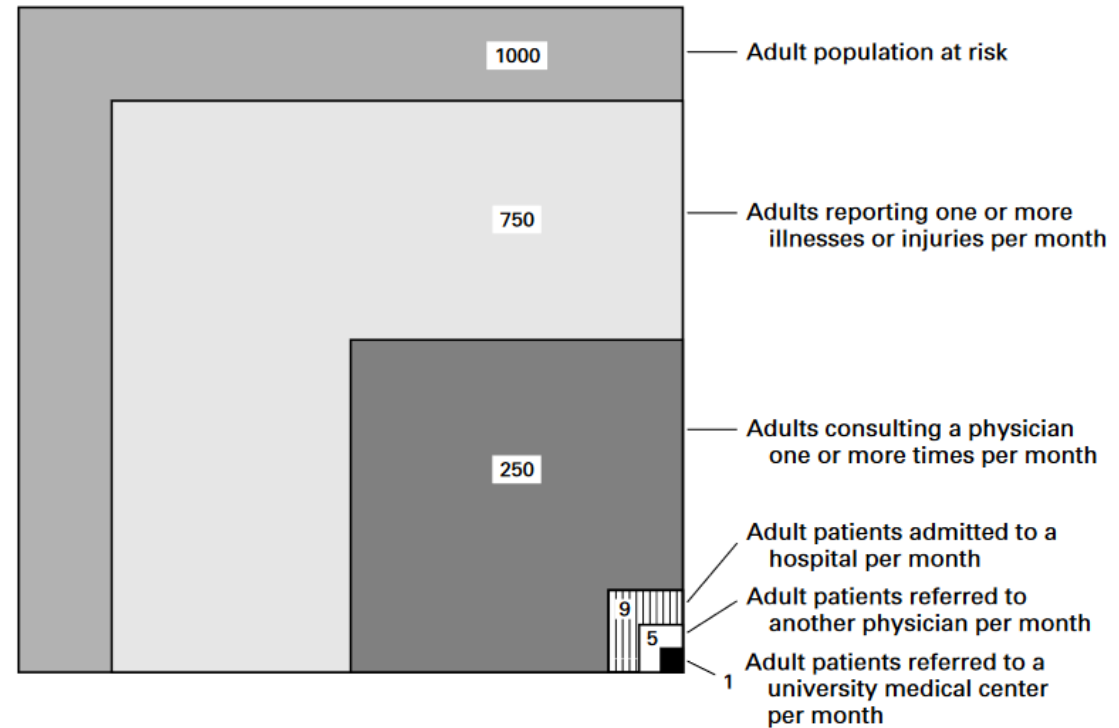 1000
Adult population at risk
750
Adults reporting one or more
illnesses or injuries per month
250
Adults consulting a physician
one or more times per month
Adult patients admitted to a
hospital per month
9
Adult patients referred to
another physician per month
5
1
Adult patients referred to a
university medical center
per month